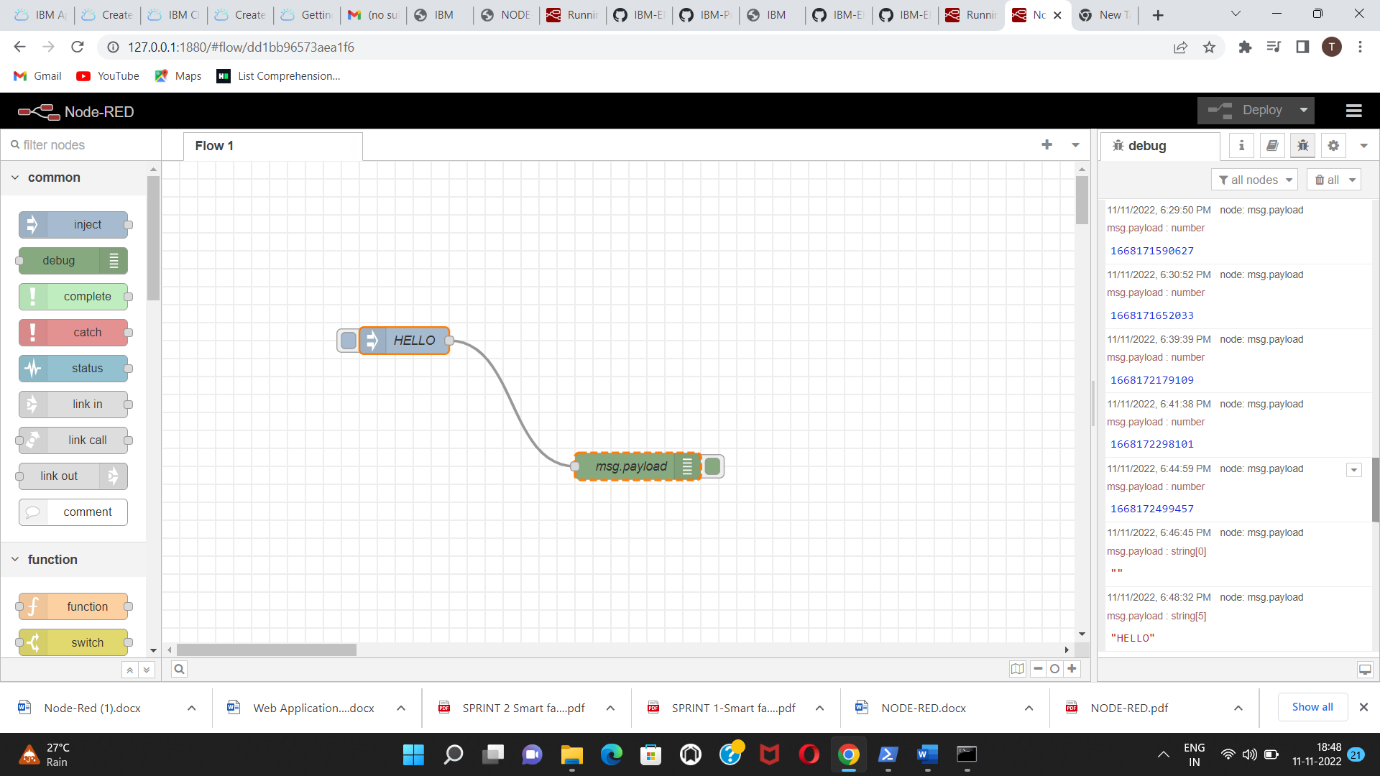 IBM A
Create
IBM C
Create
Gettin
(no su
IBM
NODE
Runnin
IBM-E
IBM-P
IBM
IBM-E
IBM-E
Runnin
New T
127.0.0.1:1880/#flow/dd1bb96573aea1f6
T
Gmail
YouTube
Maps
List Comprehension...
Node-RED
Deploy
filter nodes
Flow 1
debug
all nodes
all
common
inject
debug
complete
catch
status
link in
link call
link out
comment
function
function
switch
HELLO
msg.payload
11/11/2022, 6:29:50 PM node: msg.payload
msg.payload : number
1668171590627
11/11/2022, 6:30:52 PM node: msg.payload
msg.payload : number
1668171652033
11/11/2022, 6:39:39 PM node: msg.payload
msg.payload : number
1668172179109
11/11/2022, 6:41:38 PM node: msg.payload
msg.payload : number
1668172298101
11/11/2022, 6:44:59 PM node: msg.payload
msg.payload : number
1668172499457
11/11/2022, 6:46:45 PM node: msg.payload
msg.payload : string[0]
""
11/11/2022, 6:48:32 PM node: msg.payload
msg.payload : string[5]
"HELLO"
Node-Red (1).docx
Web Application....docx
SPRINT 2 Smart fa....pdf
SPRINT 1-Smart fa....pdf
NODE-RED.docx
NODE-RED.pdf
Show all
27°C
Rain
ENG
IN
18:48
11-11-2022
21